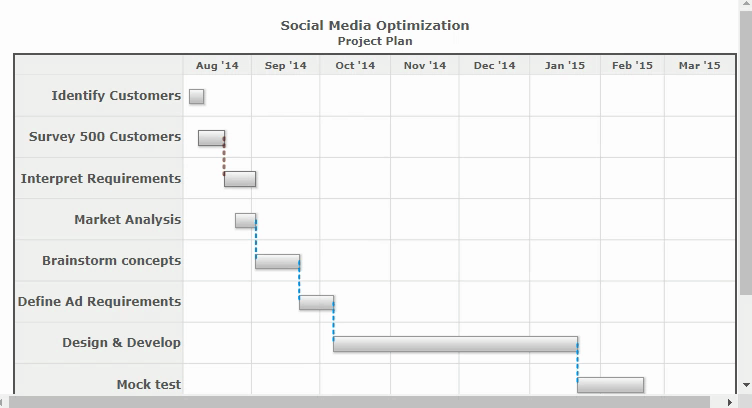 Social Media Optimization
Project Plan
Aug '14 Sep '14 Oct '14 Nov '14 Dec '14 Jan '15 Feb '15 Mar '15
Identify Customers
Survey 500 Customers
Interpret Requirements
Market Analysis
Brainstorm concepts
Define Ad Requirements
Design & Develop
Mock test